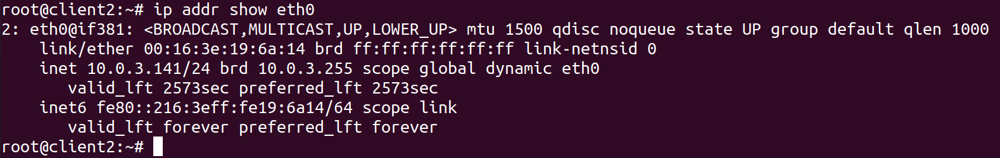 root@client2:~# ip addr show eth0
2: eth0@if381: <BROADCAST,MULTICAST,UP,LOWER_UP> mtu 1500 qdisc noqueue state UP group default qlen 1000
    link/ether 00:16:3e:19:6a:14 brd ff:ff:ff:ff:ff:ff link-netnsid 0
    inet 10.0.3.141/24 brd 10.0.3.255 scope global dynamic eth0
       valid_lft 2573sec preferred_lft 2573sec
    inet6 fe80::216:3eff:fe19:6a14/64 scope link
       valid_lft forever preferred_lft forever
root@client2:~#